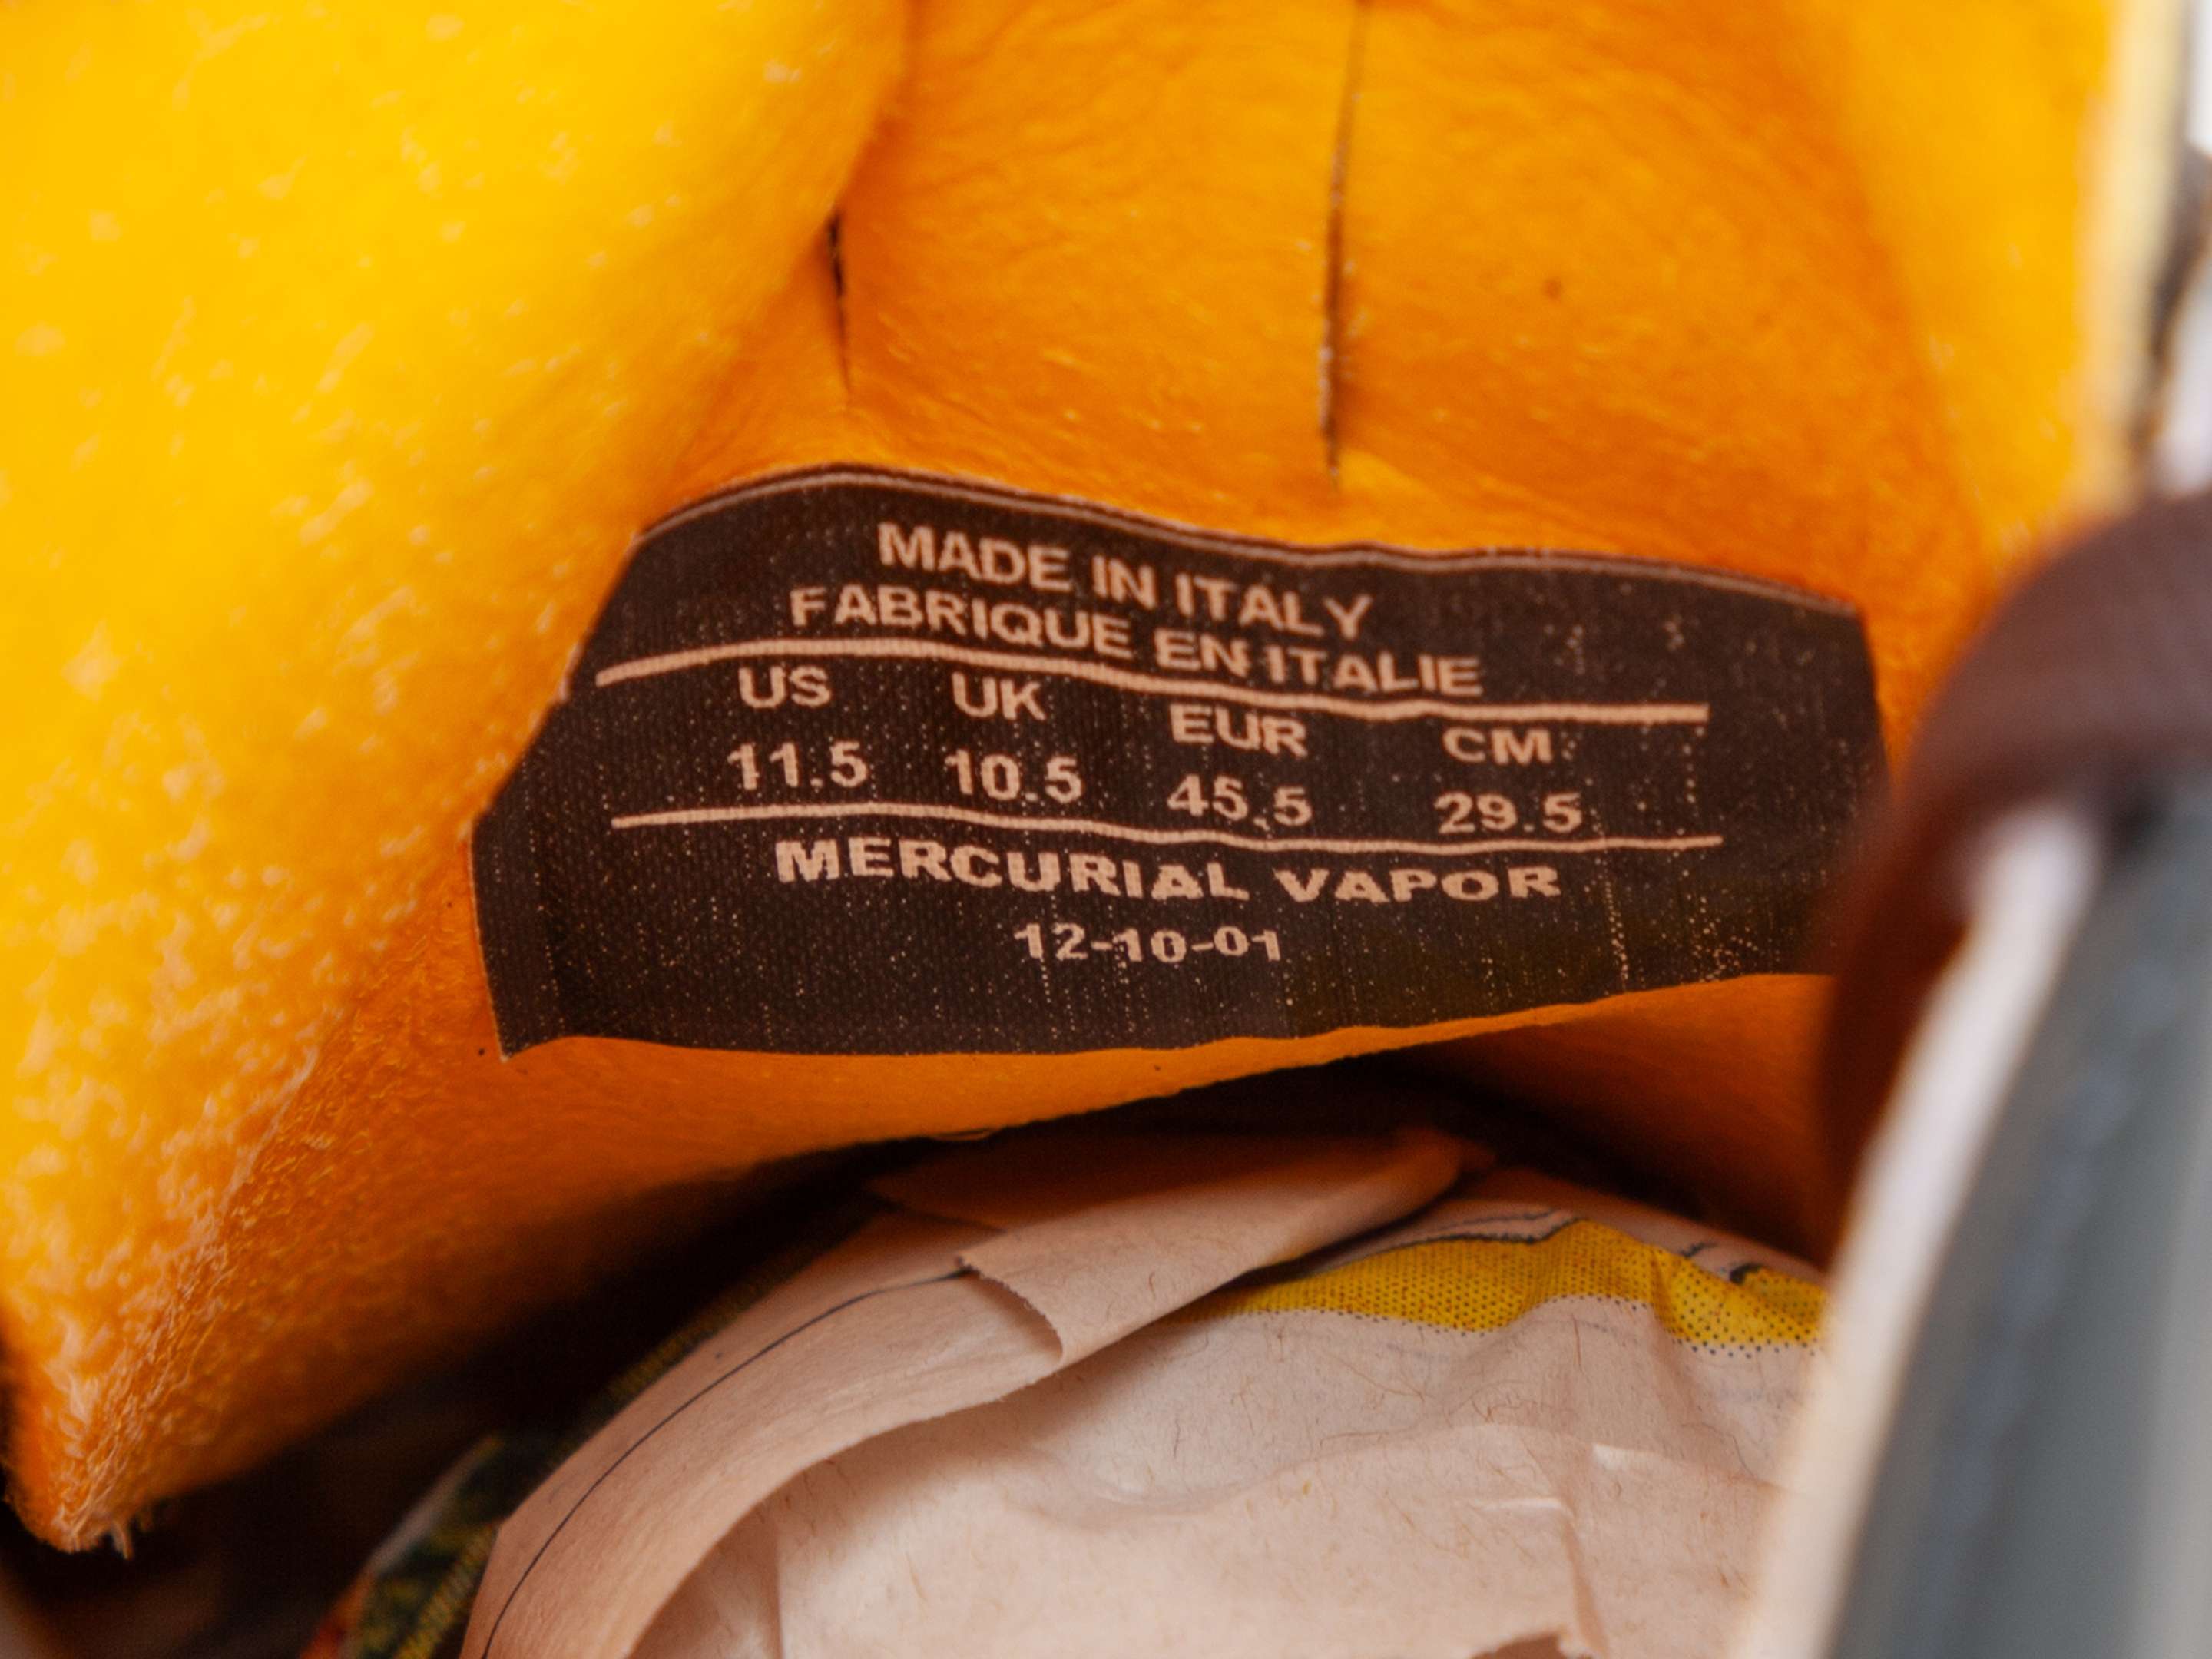 MADE IN ITALY
FABRIQUE EN ITALIE
US UK EUR CM
11.5 10.5 45.5 29.5
MERCURIAL VAPOR
12-10-01